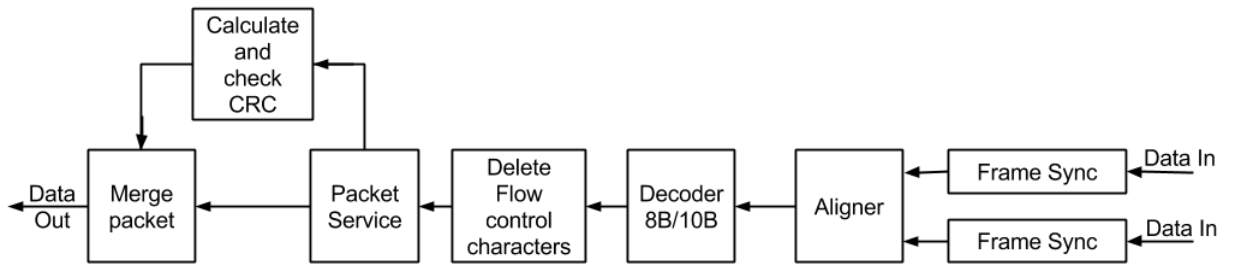 Calculate
and
check
CRC
Data
Out
Merge
packet
Packet
Service
Delete
Flow
control
characters
Decoder
8B/10B
Aligner
Frame Sync
Data In
Frame Sync
Data In